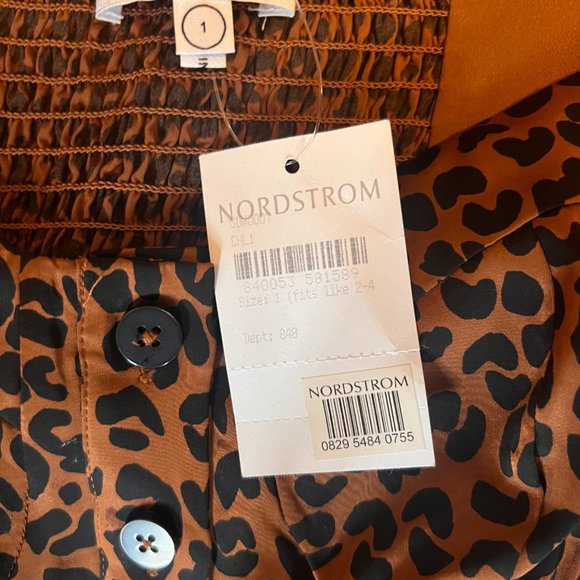 1
NORDSTROM
CHL1
840053 581589
Size: 1 (fits like 2-4
Dept: 848
NORDSTROM
0829 5484 0755